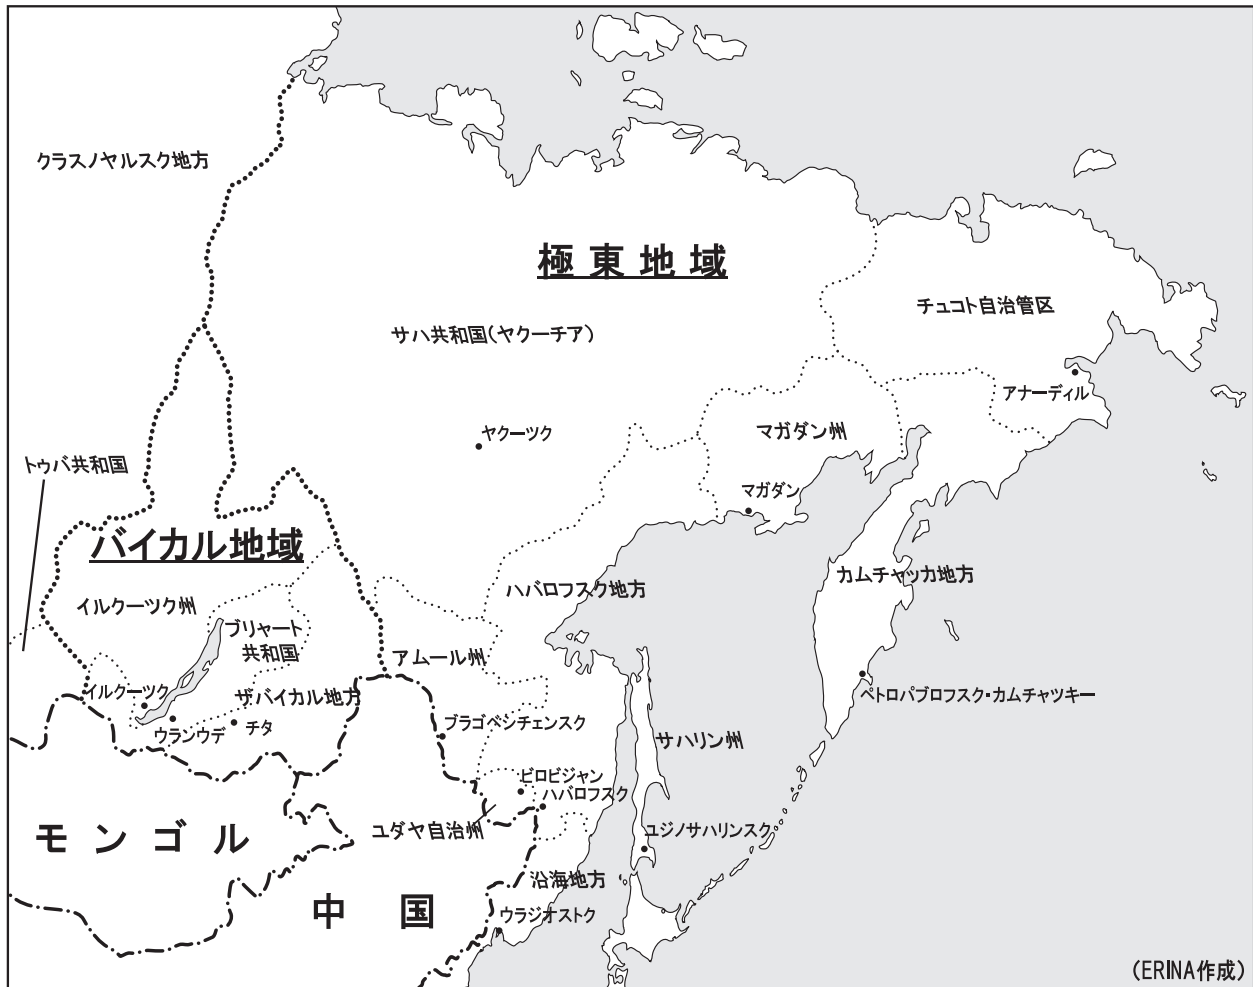 クラスノヤルスク地方
極東地域
チュコト自治管区
サハ共和国(ヤクーチア)
アナーディル
ヤクーツク
マガダン州
トゥバ共和国
マガダン
バイカル地域
ハバロフスク地方
カムチャッカ地方
イルクーツク州
ブリャート
共和国
アムール州
イルクーツク
ザバイカル地方
ペトロパブロフスク・カムチャツキー
ウランウデ
チタ
ブラゴベシチェンスク
サハリン州
ビロビジャン
ハバロフスク
モンゴル
ユダヤ自治州
ユジノサハリンスク
沿海地方
中国
ウラジオストク
(ERINA作成)